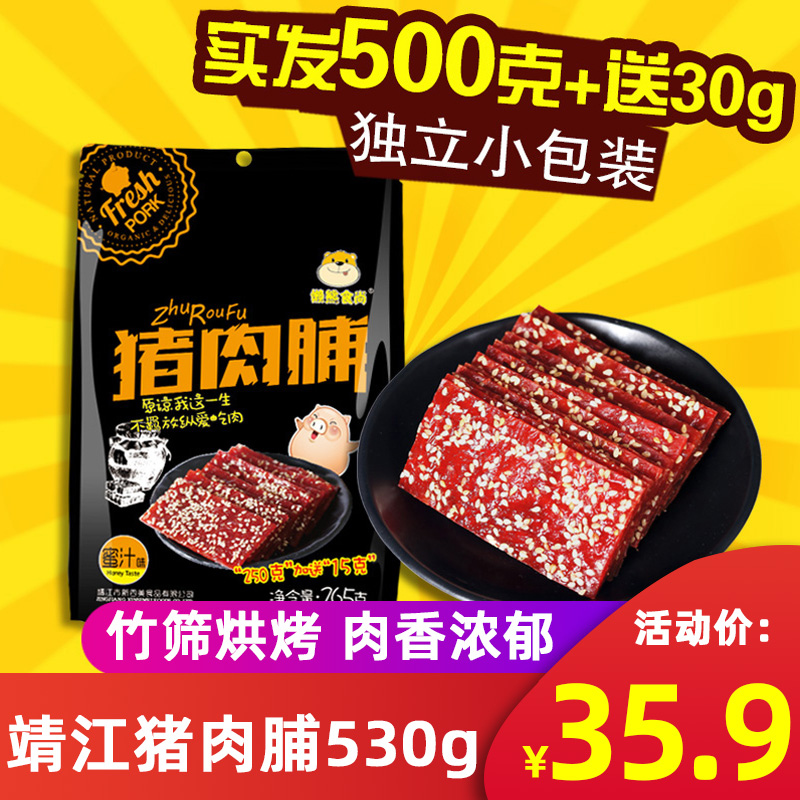 实发500克+送30g
独立小包装
NATURAL PRODUCT
Fresh
PORK
ORGANIC & DELICIOUS
懒熊食尚®
ZhuRouFu
猪肉脯
原谅我这一生
不羁放纵爱吃肉
蜜汁味
Honey Taste
"250克"加送"15克"
净含量:265克
竹筛烘烤 肉香浓郁
活动价:
靖江猪肉脯530g
¥35.9